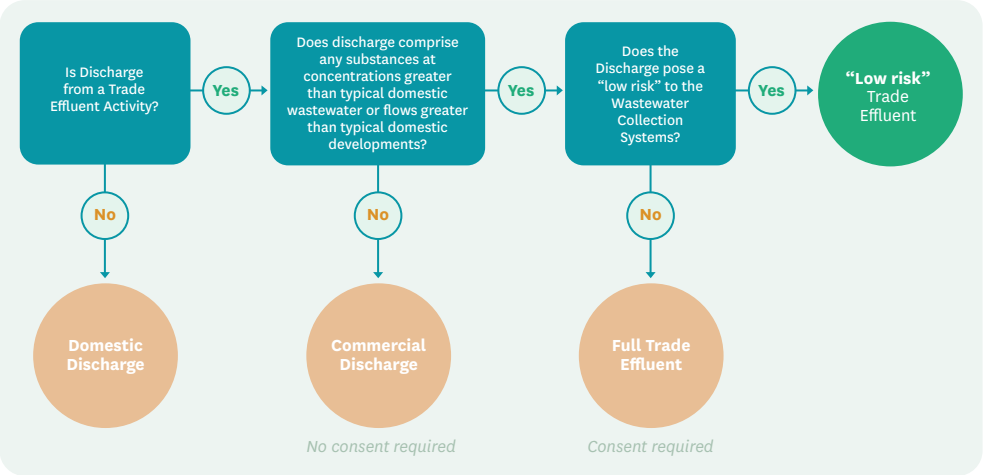 Is Discharge
from a Trade
Effluent Activity?
Yes
Does discharge comprise
any substances at
concentrations greater
than typical domestic
wastewater or flows greater
than typical domestic
developments?
Yes
Does the
Discharge pose a
“low risk” to the
Wastewater
Collection
Systems?
Yes
“Low risk”
Trade
Effluent
No
No
No
Domestic
Discharge
Commercial
Discharge
Full Trade
Effluent
No consent required
Consent required